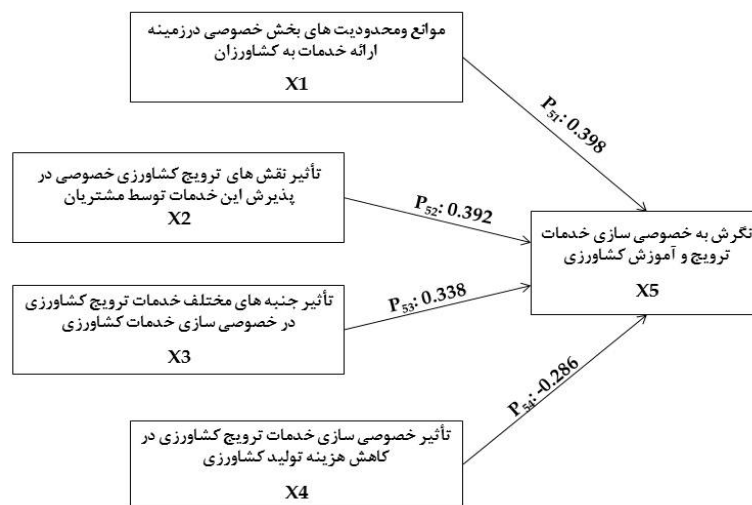 موانع ومحدودیت های بخش خصوصی درزمینه
ارائه خدمات به کشاورزان
X1
P51: 0.398
تأثیر نقش های ترویج کشاورزی خصوصی در
پذیرش این خدمات توسط مشتریان
X2
P52: 0.392
نگرش به خصوصی سازی خدمات
ترویج و آموزش کشاورزی
X5
تأثیر جنبه های مختلف خدمات ترویج کشاورزی
در خصوصی سازی خدمات کشاورزی
X3
P53: 0.338
P54:-0.286
تأثیر خصوصی سازی خدمات ترویج کشاورزی در
کاهش هزینه تولید کشاورزی
X4